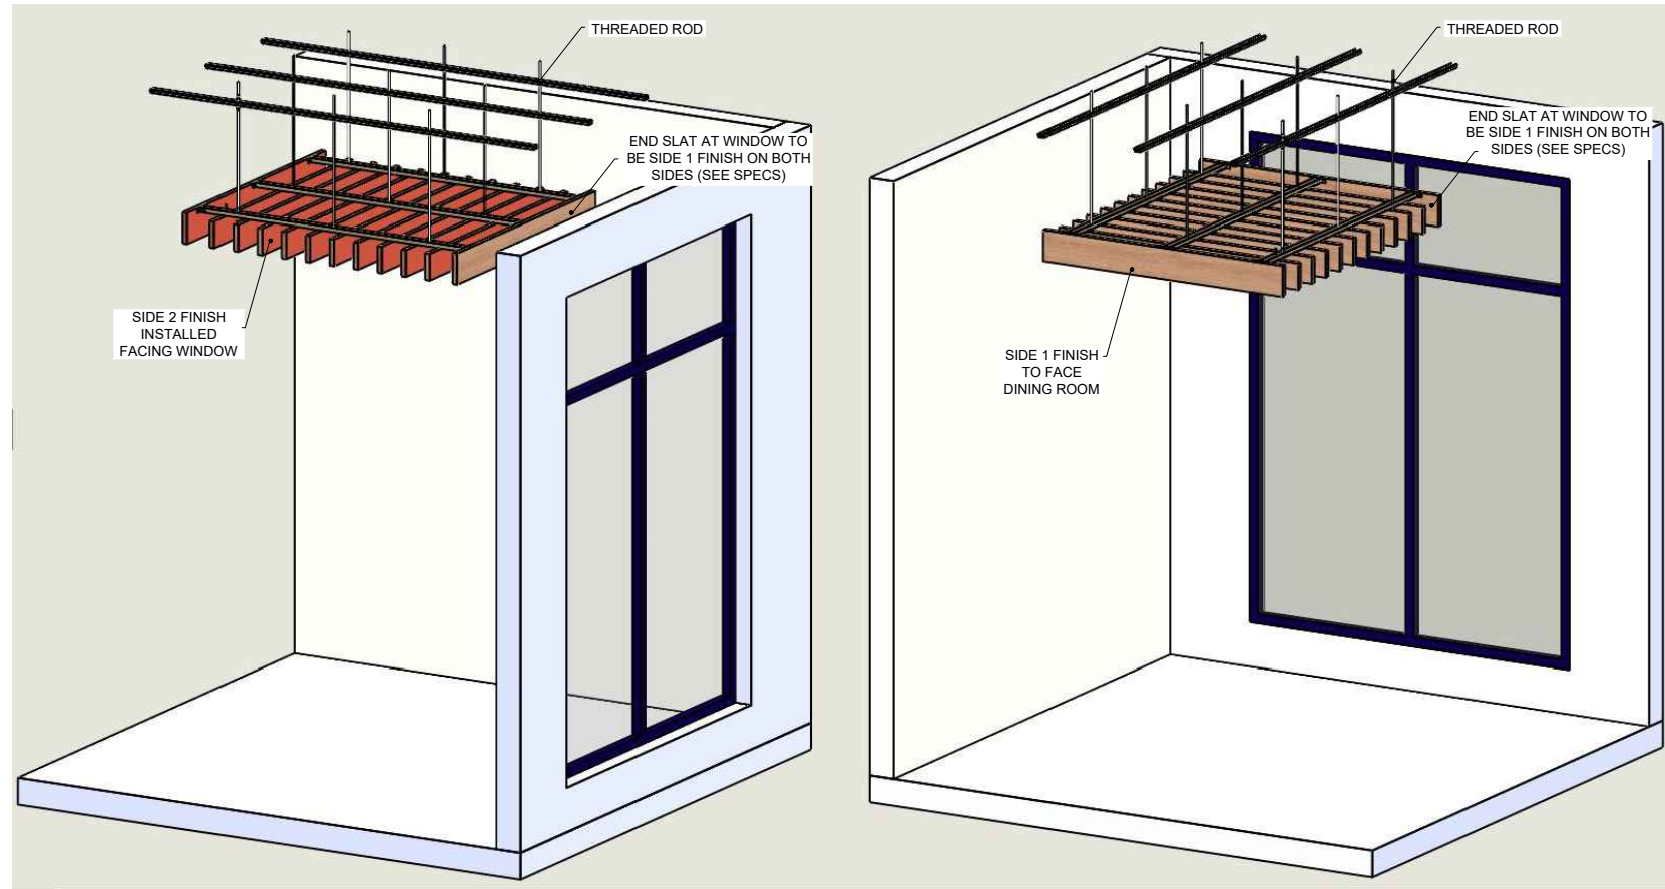 THREADED ROD
END SLAT AT WINDOW TO
BE SIDE 1 FINISH ON BOTH
SIDES (SEE SPECS)
SIDE 2 FINISH
INSTALLED
FACING WINDOW
THREADED ROD
END SLAT AT WINDOW TO
BE SIDE 1 FINISH ON BOTH
SIDES (SEE SPECS)
SIDE 1 FINISH
TO FACE
DINING ROOM